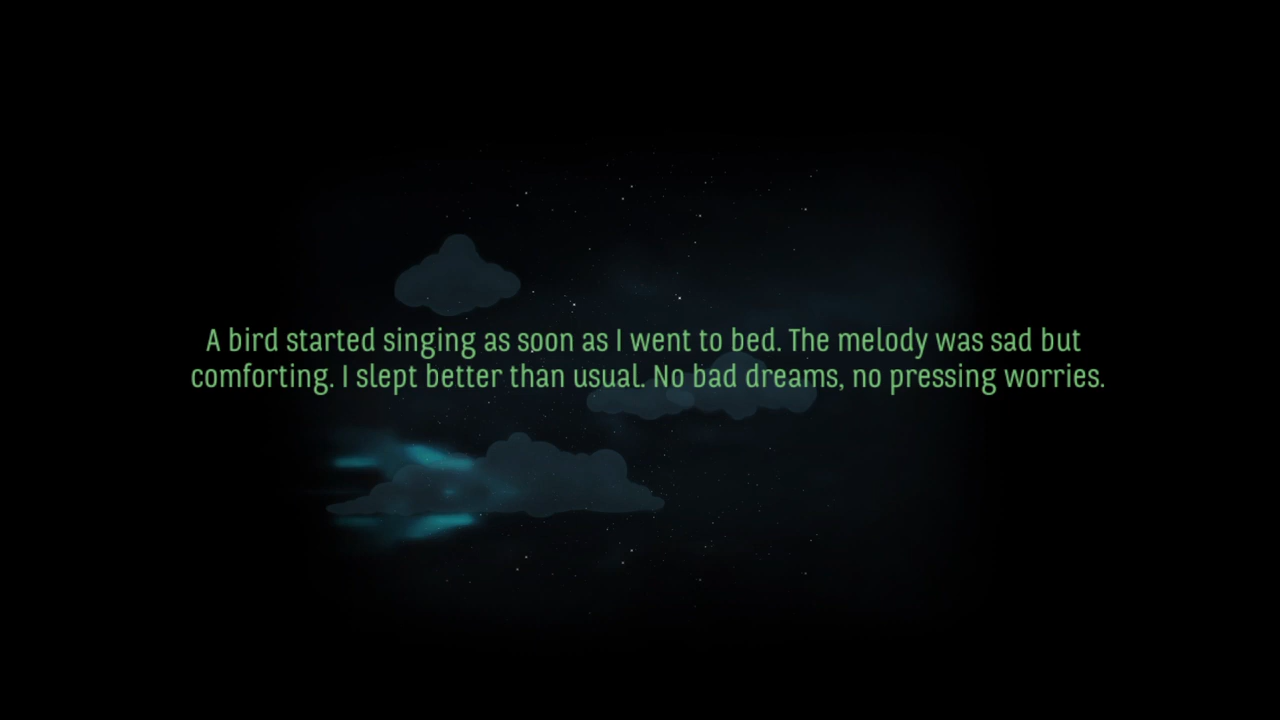 A bird started singing as soon as I went to bed. The melody was sad but
comforting. I slept better than usual. No bad dreams, no pressing worries.